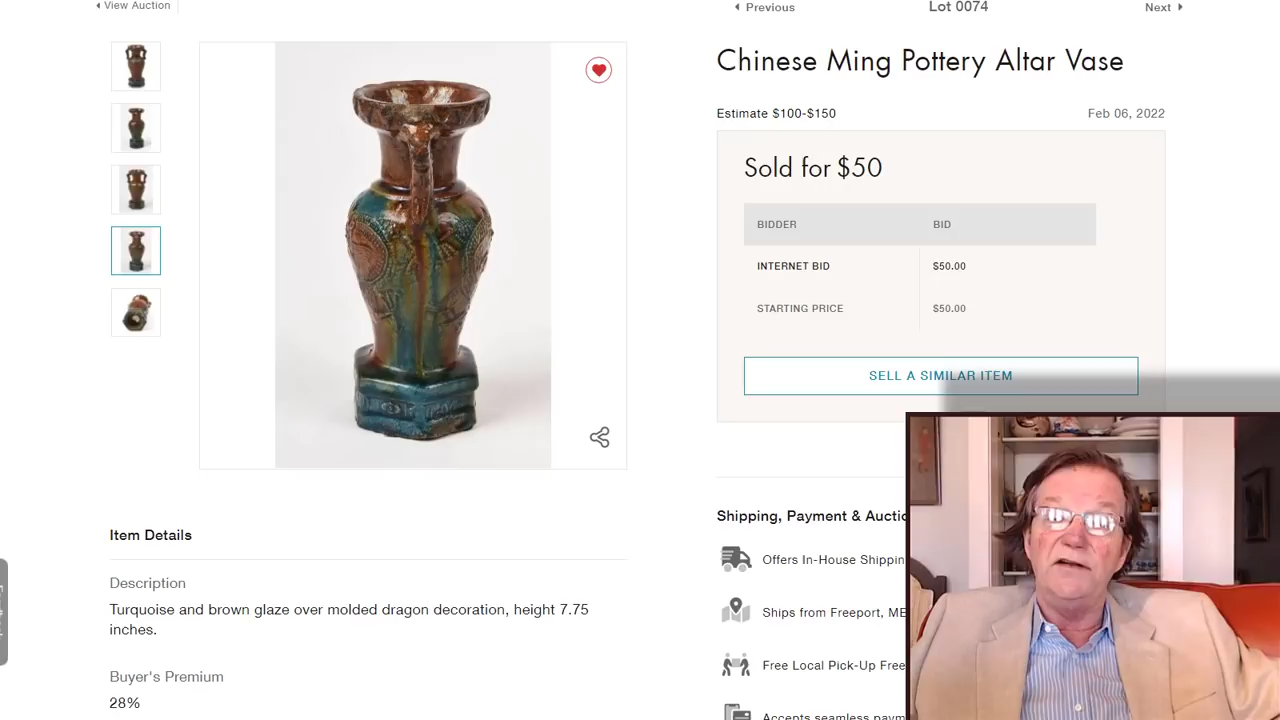 View Auction
Previous
Lot 0074
Next
Chinese Ming Pottery Altar Vase
Estimate $100-$150
Feb 06, 2022
Sold for $50
BIDDER
BID
INTERNET BID
$50.00
STARTING PRICE
$50.00
SELL A SIMILAR ITEM
Item Details
Description
Turquoise and brown glaze over molded dragon decoration, height 7.75
inches.
Buyer's Premium
28%
Shipping, Payment & Auctio
Offers In-House Shippin
Ships from Freeport, ME
Free Local Pick-Up Free
Accepts seamless paym